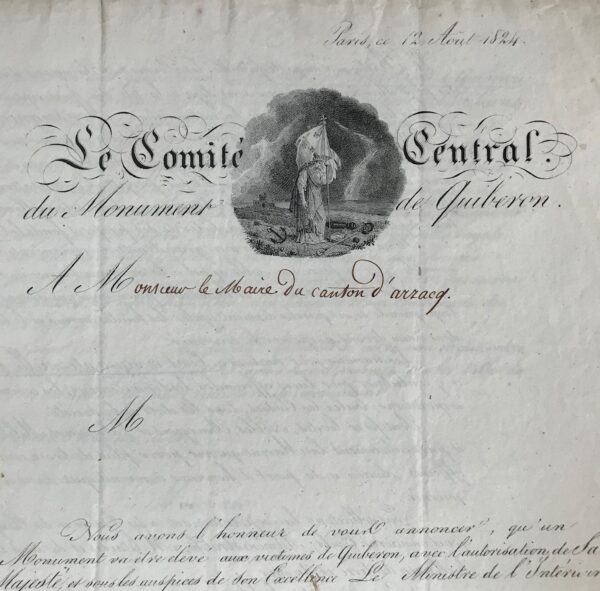 Paris, ce 12 Août 1824.
Le Comité Central.
du Monument de Quiberon.
A Monsieur le Maire du canton d'arzacq.
M
Nous avons l'honneur de vous annoncer, qu'un
Monument va être élevé aux victimes de Quiberon, avec l'autorisation de Sa
Majesté, et sous les auspices de Son Excellence Le Ministre de l'Intérieur